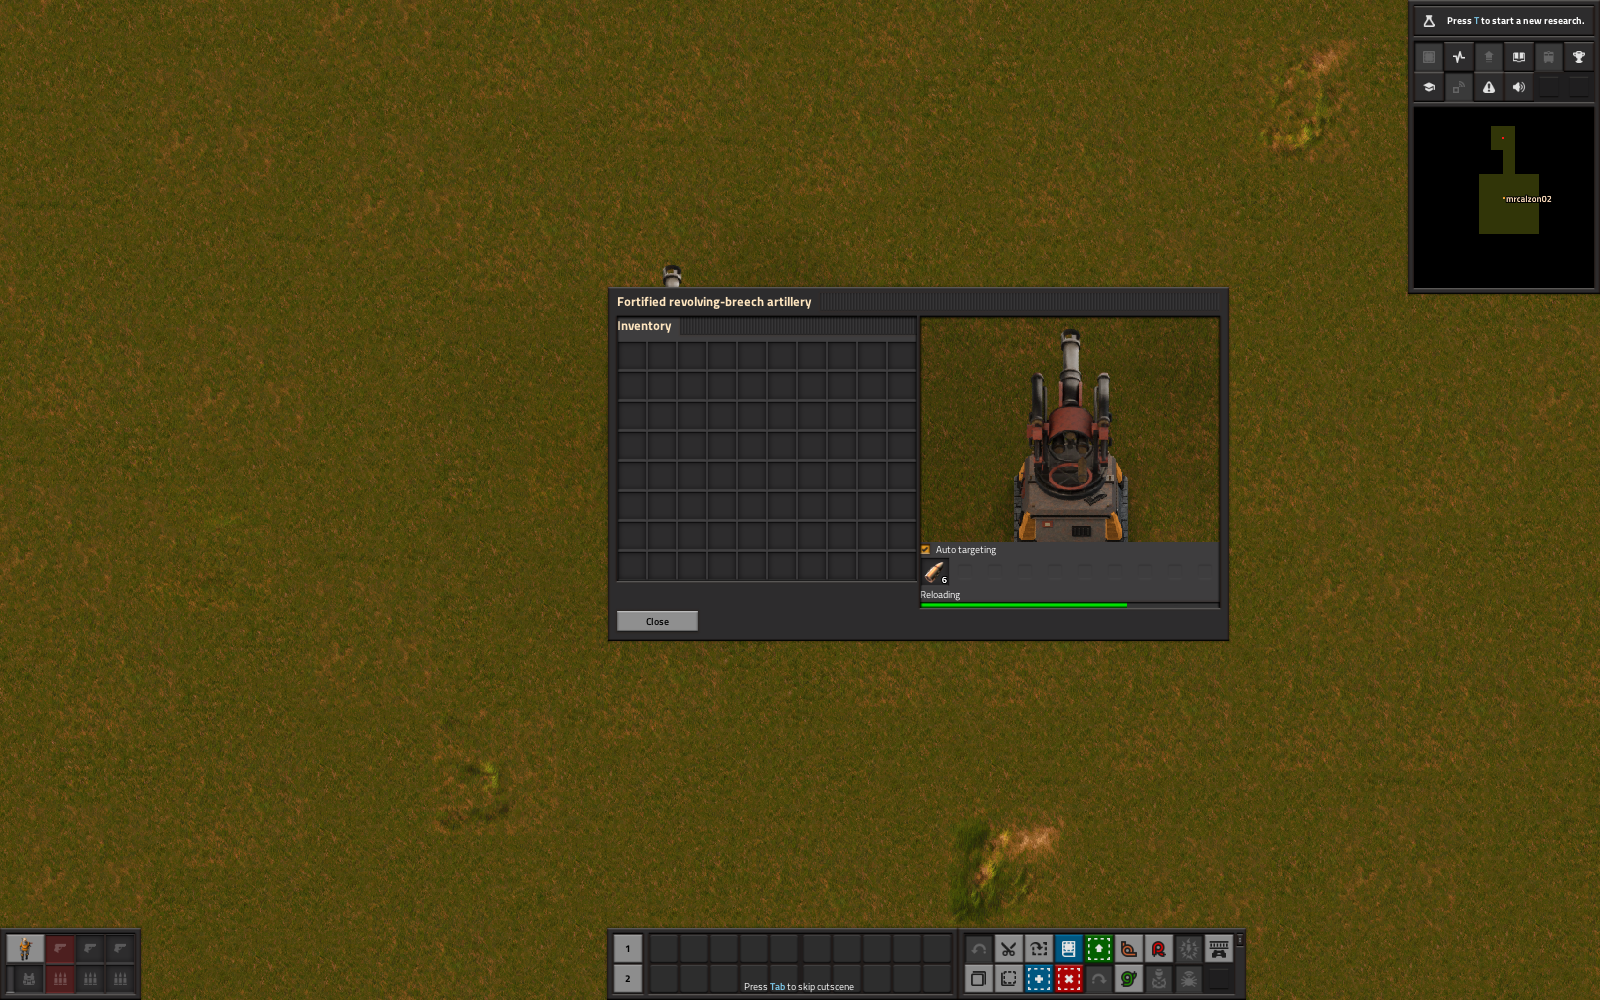 Press T to start a new research.
mrcalzon02
Fortified revolving-breech artillery
Inventory
Auto targeting
6
Reloading
Close
1
2
Press Tab to skip cutscene